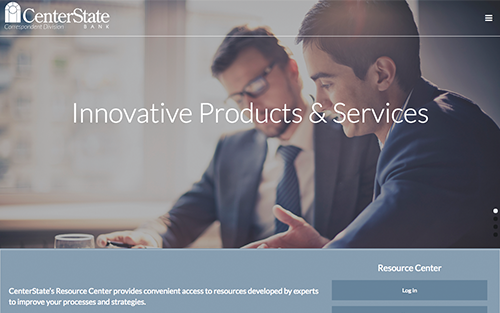 CenterState
BANK
Correspondent Division
Innovative Products & Services
Resource Center
CenterState's Resource Center provides convenient access to resources developed by experts
to improve your processes and strategies.
Log In